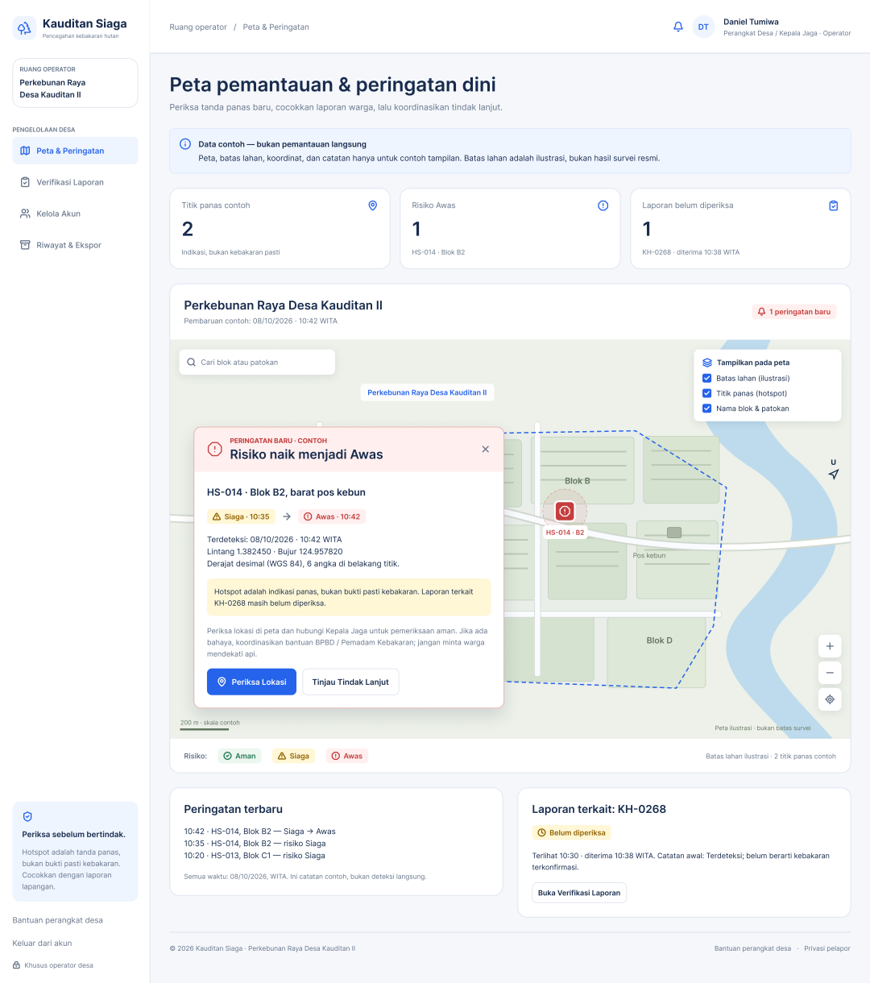 Kauditan Siaga
Pencegahan kebakaran hutan
RUANG OPERATOR
Perkebunan Raya
Desa Kauditan II
PENGELOLAAN DESA
Peta & Peringatan
Verifikasi Laporan
Kelola Akun
Riwayat & Ekspor
Periksa sebelum bertindak.
Hotspot adalah tanda panas,
bukan bukti pasti kebakaran.
Cocokkan dengan laporan
lapangan.
Bantuan perangkat desa
Keluar dari akun
Khusus operator desa
Ruang operator / Peta & Peringatan
DT
Daniel Tumiwa
Perangkat Desa / Kepala Jaga · Operator
Peta pemantauan & peringatan dini
Periksa tanda panas baru, cocokkan laporan warga, lalu koordinasikan tindak lanjut.
Data contoh — bukan pemantauan langsung
Peta, batas lahan, koordinat, dan catatan hanya untuk contoh tampilan. Batas lahan adalah ilustrasi, bukan hasil survei resmi.
Titik panas contoh
2
Indikasi, bukan kebakaran pasti
Risiko Awas
1
HS-014 · Blok B2
Laporan belum diperiksa
1
KH-0268 · diterima 10:38 WITA
Perkebunan Raya Desa Kauditan II
Pembaruan contoh: 08/10/2026 · 10:42 WITA
1 peringatan baru
Cari blok atau patokan
Perkebunan Raya Desa Kauditan II
Tampilkan pada peta
Batas lahan (ilustrasi)
Titik panas (hotspot)
Nama blok & patokan
U
PERINGATAN BARU · CONTOH
Risiko naik menjadi Awas
HS-014 · Blok B2, barat pos kebun
Siaga · 10:35
Awas · 10:42
Terdeteksi: 08/10/2026 · 10:42 WITA
Lintang 1.382450 · Bujur 124.957820
Derajat desimal (WGS 84), 6 angka di belakang titik.
Hotspot adalah indikasi panas, bukan bukti pasti kebakaran. Laporan terkait
KH-0268 masih belum diperiksa.
Periksa lokasi di peta dan hubungi Kepala Jaga untuk pemeriksaan aman. Jika ada
bahaya, koordinasikan bantuan BPBD / Pemadam Kebakaran; jangan minta warga
mendekati api.
Periksa Lokasi
Tinjau Tindak Lanjut
Blok B
HS-014 · B2
Pos kebun
Blok D
200 m · skala contoh
Peta ilustrasi · bukan batas survei
Risiko:
Aman
Siaga
Awas
Batas lahan ilustrasi · 2 titik panas contoh
Peringatan terbaru
10:42 · HS-014, Blok B2 — Siaga → Awas
10:35 · HS-014, Blok B2 — risiko Siaga
10:20 · HS-013, Blok C1 — risiko Siaga
Semua waktu: 08/10/2026, WITA. Ini catatan contoh, bukan deteksi langsung.
Laporan terkait: KH-0268
Belum diperiksa
Terlihat 10:30 · diterima 10:38 WITA. Catatan awal: Terdeteksi; belum berarti kebakaran
terkonfirmasi.
Buka Verifikasi Laporan
© 2026 Kauditan Siaga · Perkebunan Raya Desa Kauditan II
Bantuan perangkat desa · Privasi pelapor